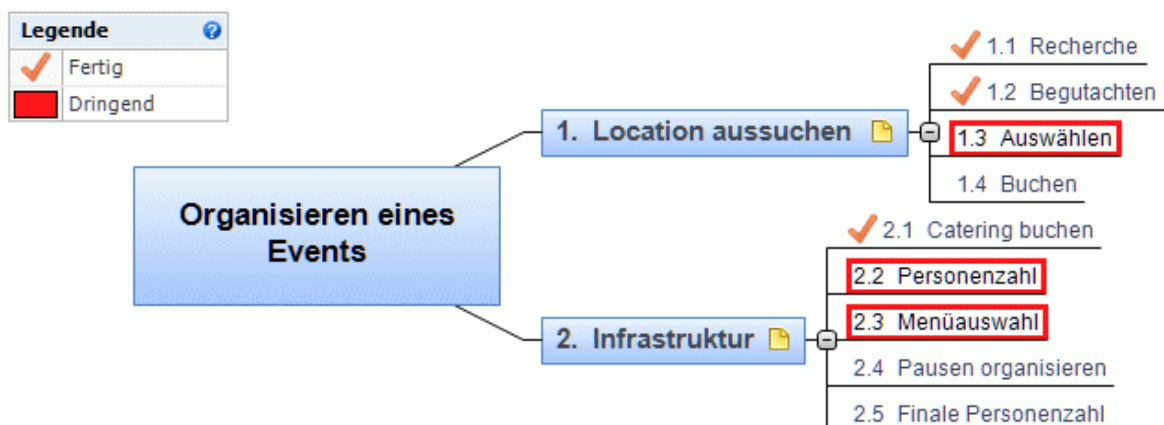 Legende
Fertig
Dringend
Organisieren eines
Events
1. Location aussuchen
1.1 Recherche
1.2 Begutachten
1.3 Auswählen
1.4 Buchen
2. Infrastruktur
2.1 Catering buchen
2.2 Personenzahl
2.3 Menüauswahl
2.4 Pausen organisieren
2.5 Finale Personenzahl